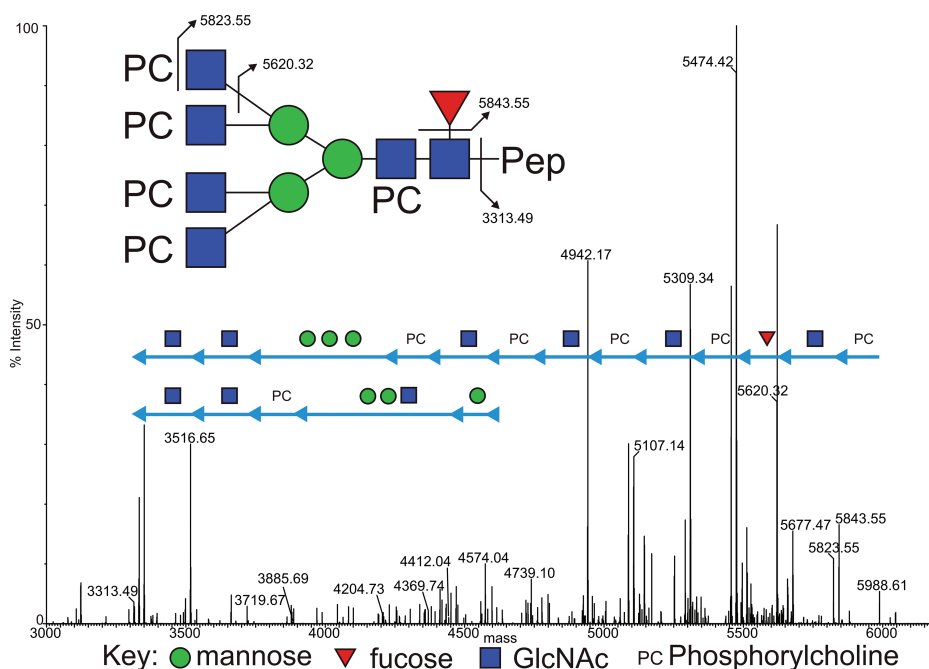 100
5823.55
PC
5620.32
5474.42
PC
5843.55
Pep
PC
PC
3313.49
PC
4942.17
5309.34
50
PC PC PC PC PC
% Intensity
PC
5620.32
3516.65
5107.14
5677.47
5843.55
5823.55
4412.04
4574.04
4739.10
3885.69
4369.74
5988.61
3313.49
4204.73
3719.67
0
3000 3500 4000 4500 5000 5500 6000
mass
Key: mannose fucose GlcNAc PC Phosphorylcholine